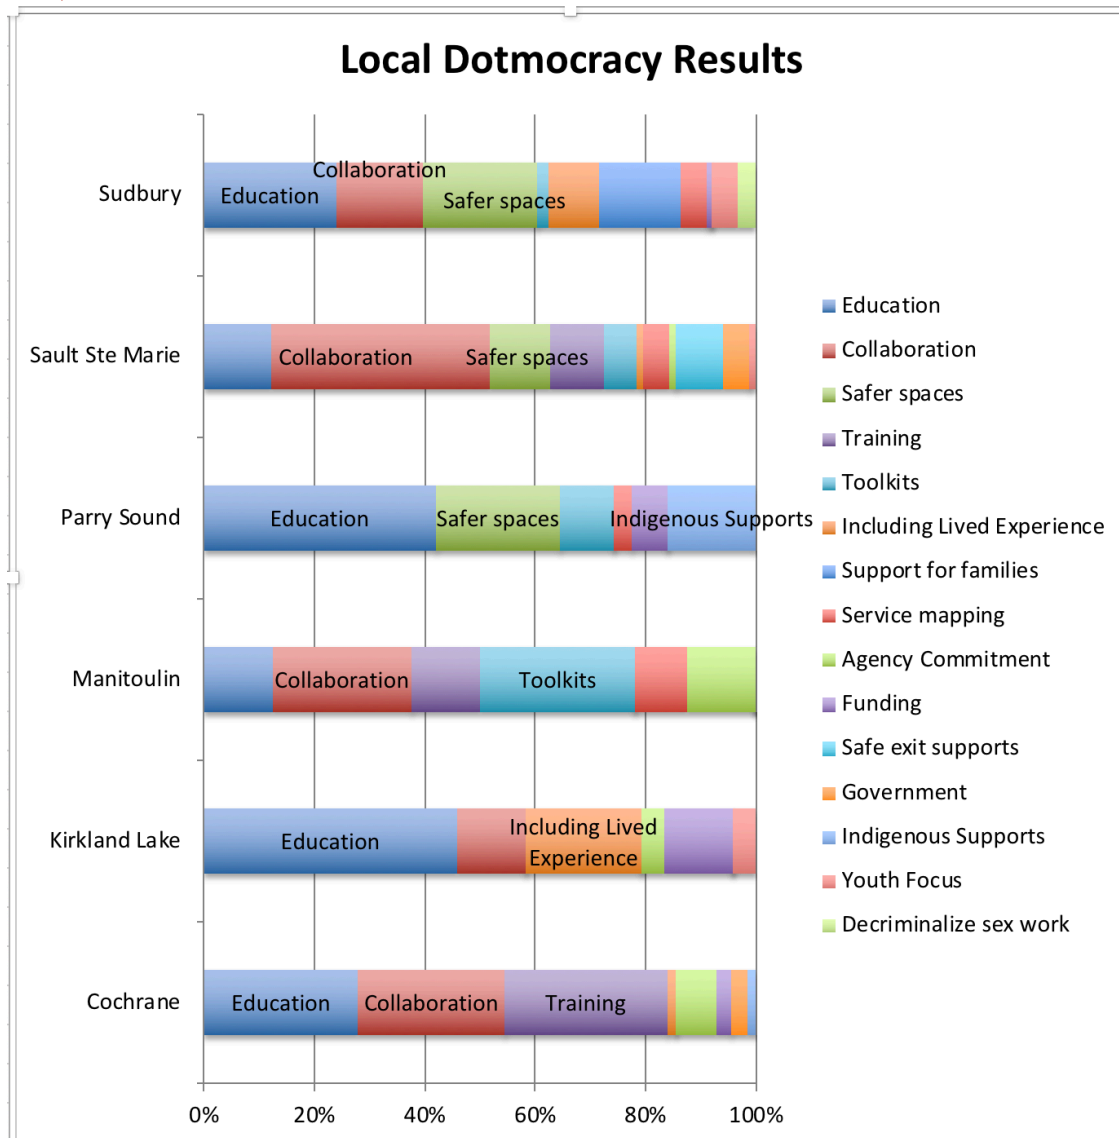 Local Dotmocracy Results
Sudbury
Education
Collaboration
Safer spaces
Sault Ste Marie
Collaboration
Safer spaces
Parry Sound
Education
Safer spaces
Indigenous Supports
Manitoulin
Collaboration
Toolkits
Kirkland Lake
Education
Including Lived
Experience
Cochrane
Education
Collaboration
Training
0%
20%
40%
60%
80%
100%
Education
Collaboration
Safer spaces
Training
Toolkits
Including Lived Experience
Support for families
Service mapping
Agency Commitment
Funding
Safe exit supports
Government
Indigenous Supports
Youth Focus
Decriminalize sex work